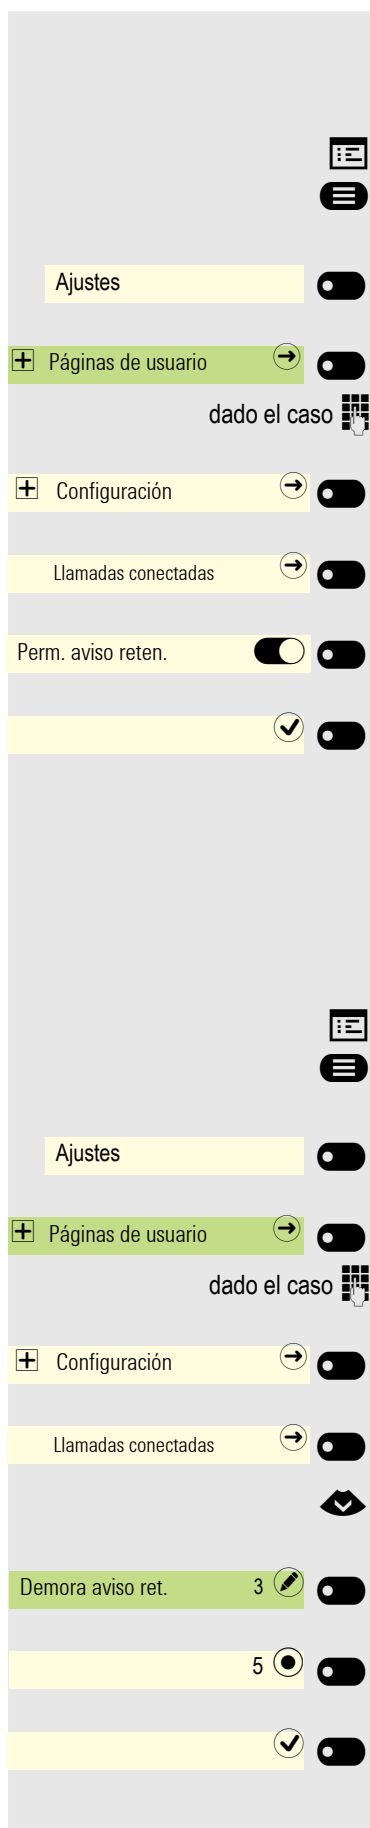 Ajustes
Páginas de usuario
dado el caso
Configuración
Llamadas conectadas
Perm. aviso reten.
Ajustes
Páginas de usuario
dado el caso
Configuración
Llamadas conectadas
Demora aviso ret. 3
5